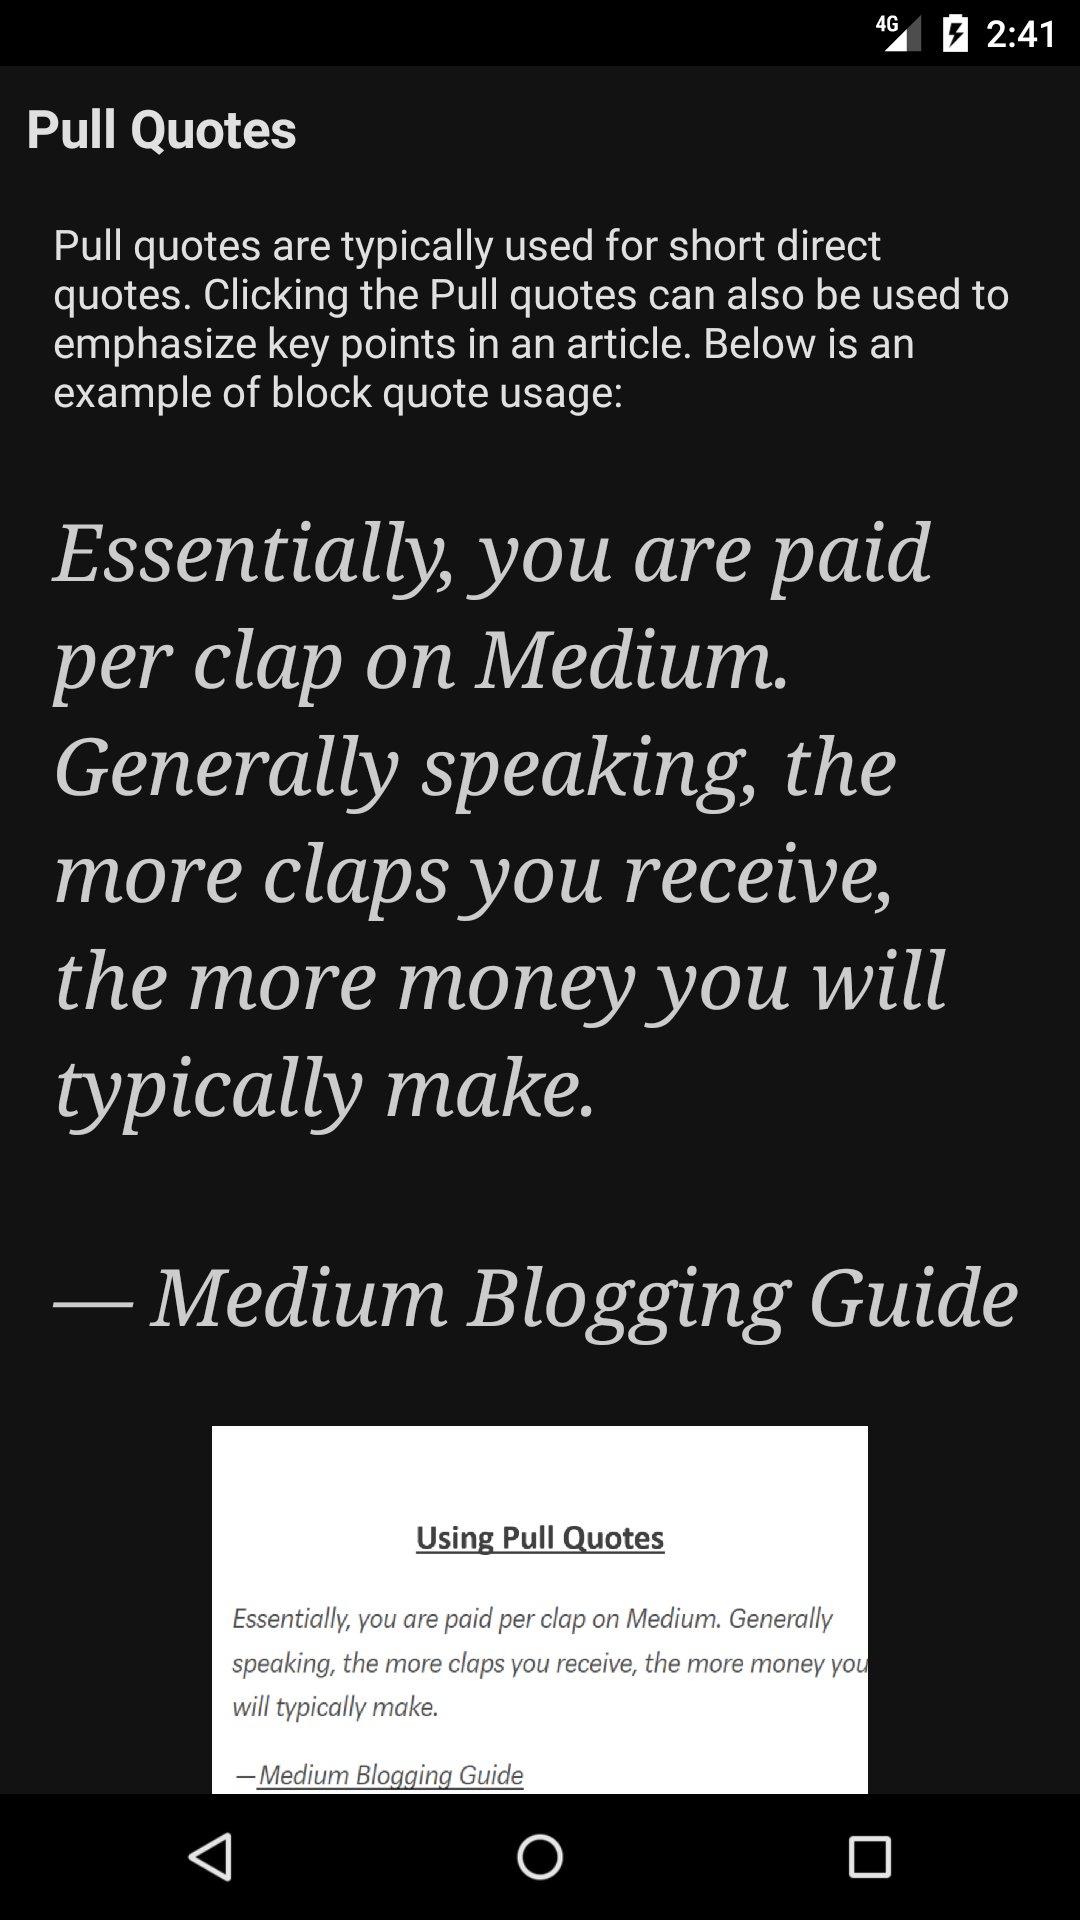 4G 2:41
Pull Quotes
Pull quotes are typically used for short direct
quotes. Clicking the Pull quotes can also be used to
emphasize key points in an article. Below is an
example of block quote usage:
Essentially, you are paid
per clap on Medium.
Generally speaking, the
more claps you receive,
the more money you will
typically make.
— Medium Blogging Guide
Using Pull Quotes
Essentially, you are paid per clap on Medium. Generally
speaking, the more claps you receive, the more money you
will typically make.
—Medium Blogging Guide